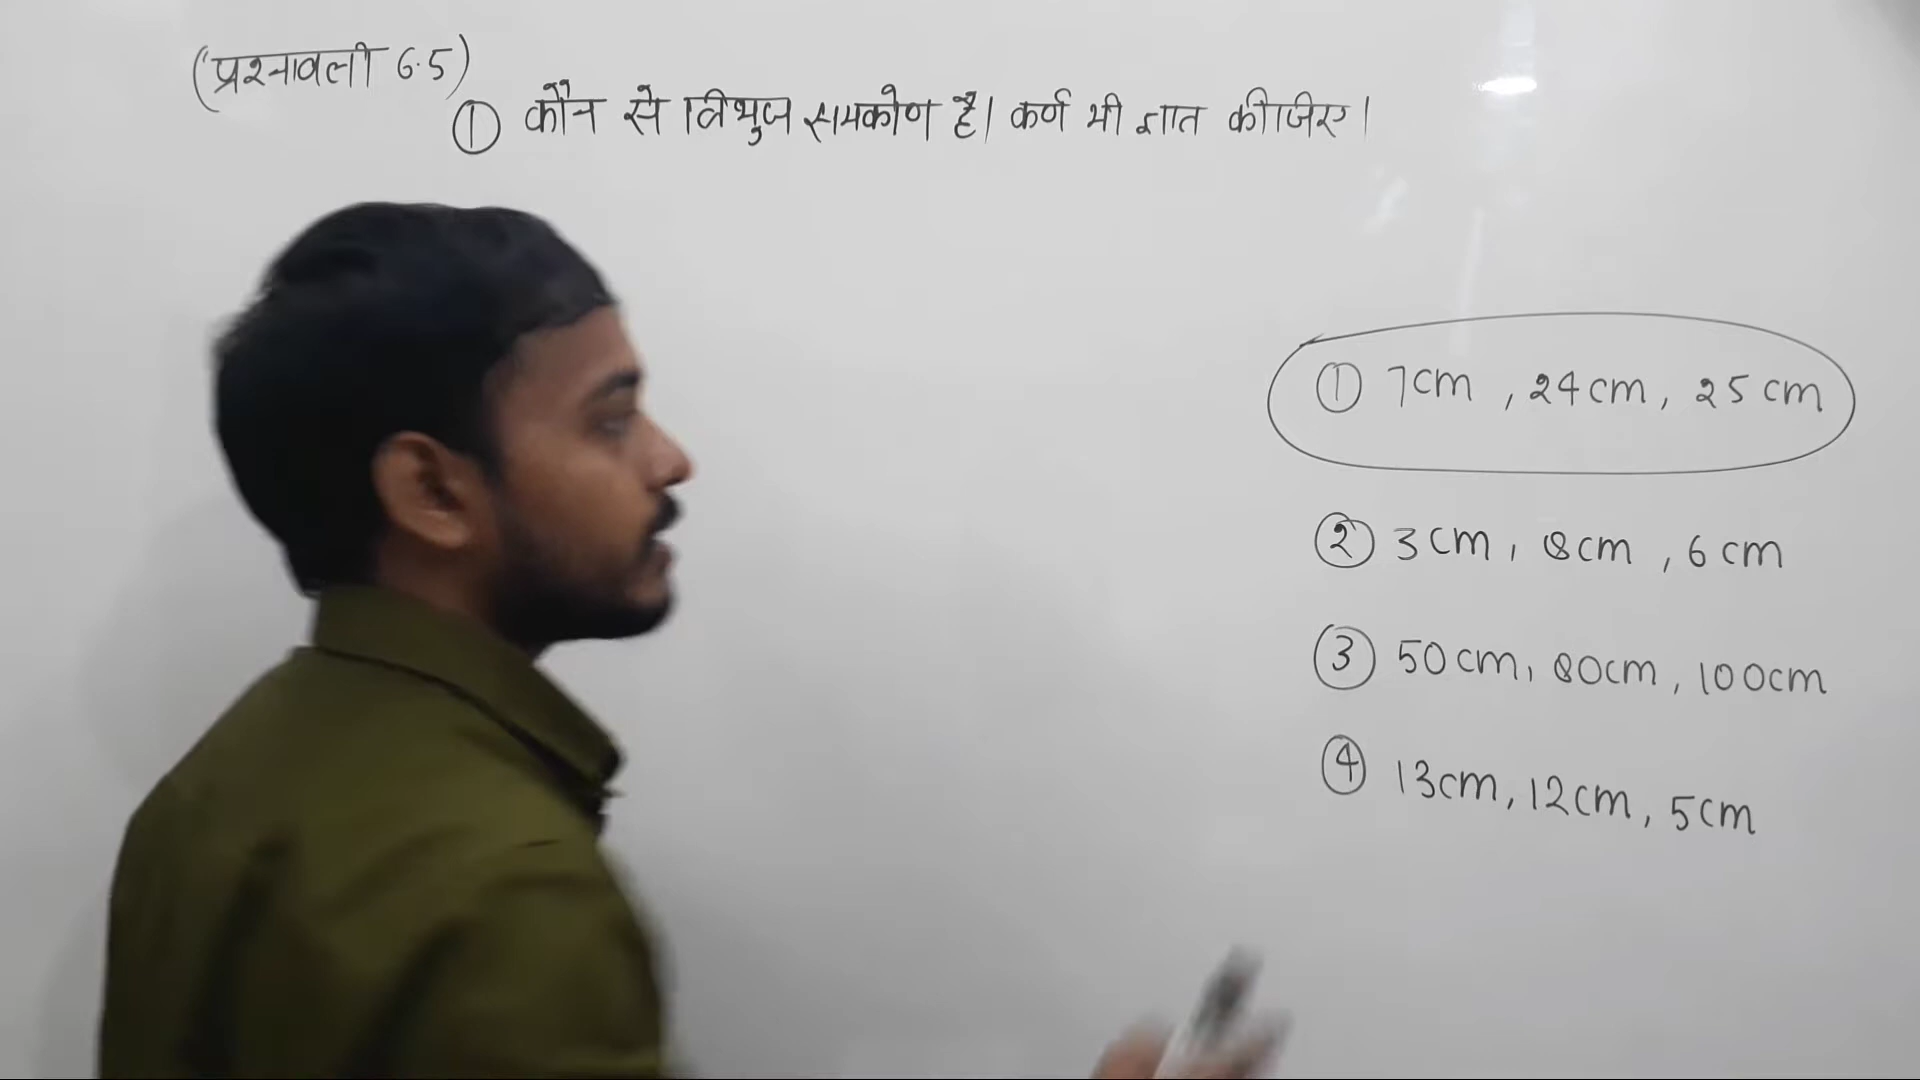 (प्रश्नावली 6.5)
① कौन से त्रिभुज समकोण है। कर्ण भी ज्ञात कीजिए।
① 7cm , 24cm, 25cm
② 3cm, 8cm , 6cm
③ 50cm, 80cm, 100cm
④ 13cm, 12cm, 5cm